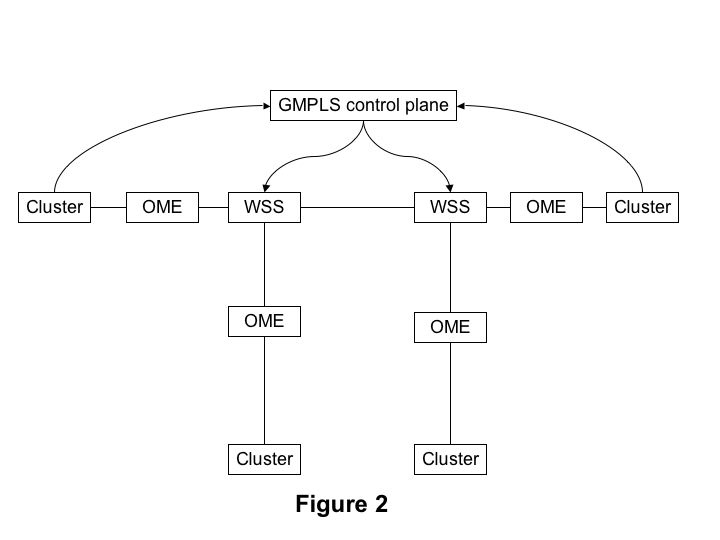 GMPLS control plane
Cluster
OME
WSS
WSS
OME
Cluster
OME
OME
Cluster
Cluster
Figure 2